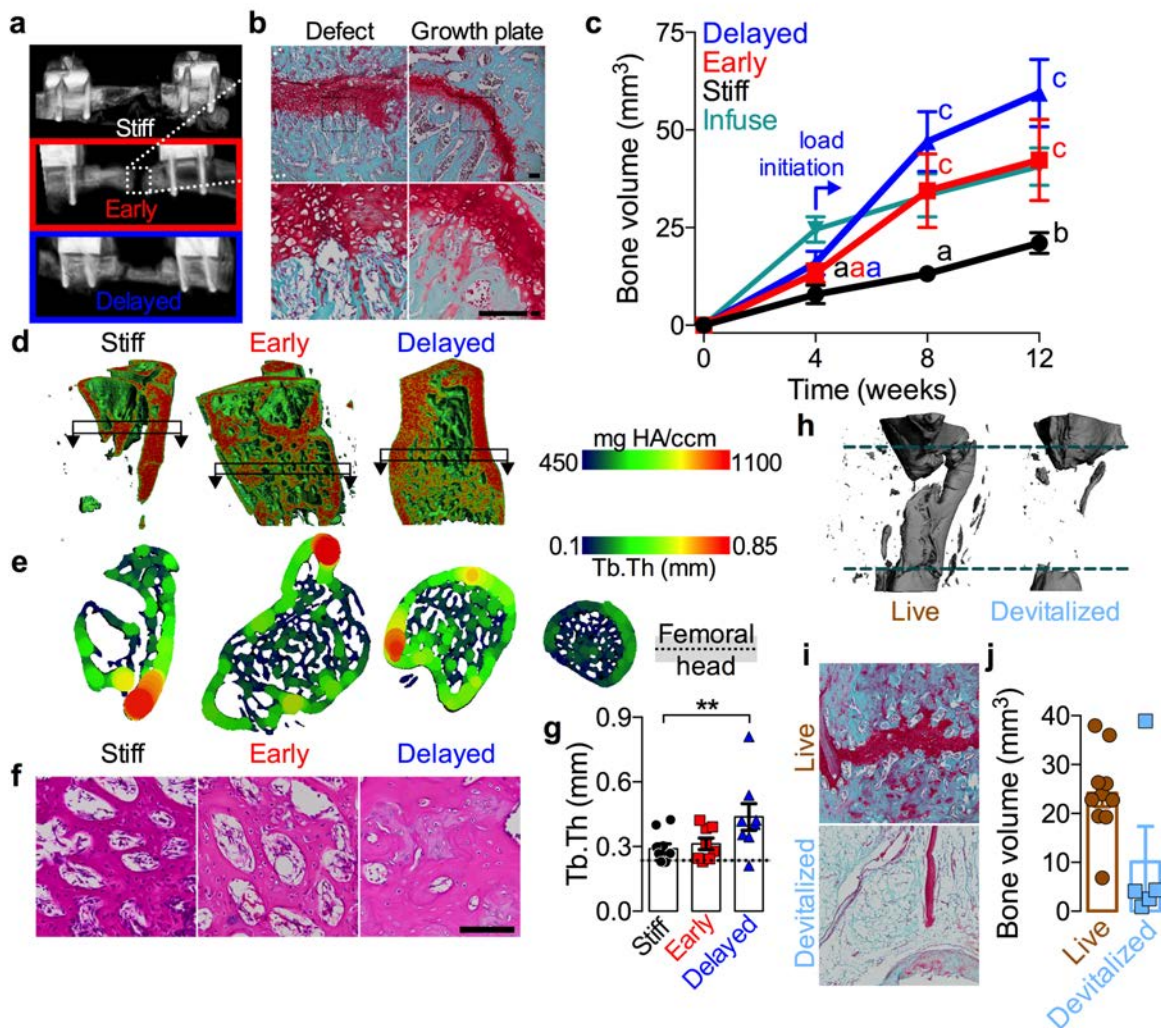 a
Stiff
Early
Delayed
b
Defect
Growth plate
c
Bone volume (mm³)
75
50
25
0
Delayed
Early
Stiff
Infuse
load
initiation
c
c
c
c
aaa
a
b
0
4
8
12
Time (weeks)
d
Stiff
Early
Delayed
mg HA/ccm
450
1100
e
0.1
0.85
Tb.Th (mm)
Femoral
head
f
Stiff
Early
Delayed
g
Tb.Th (mm)
0.9
0.6
0.3
0.0
**
Stiff
Early
Delayed
h
Live
Devitalized
i
Live
Devitalized
j
Bone volume (mm³)
40
30
20
10
0
Live
Devitalized